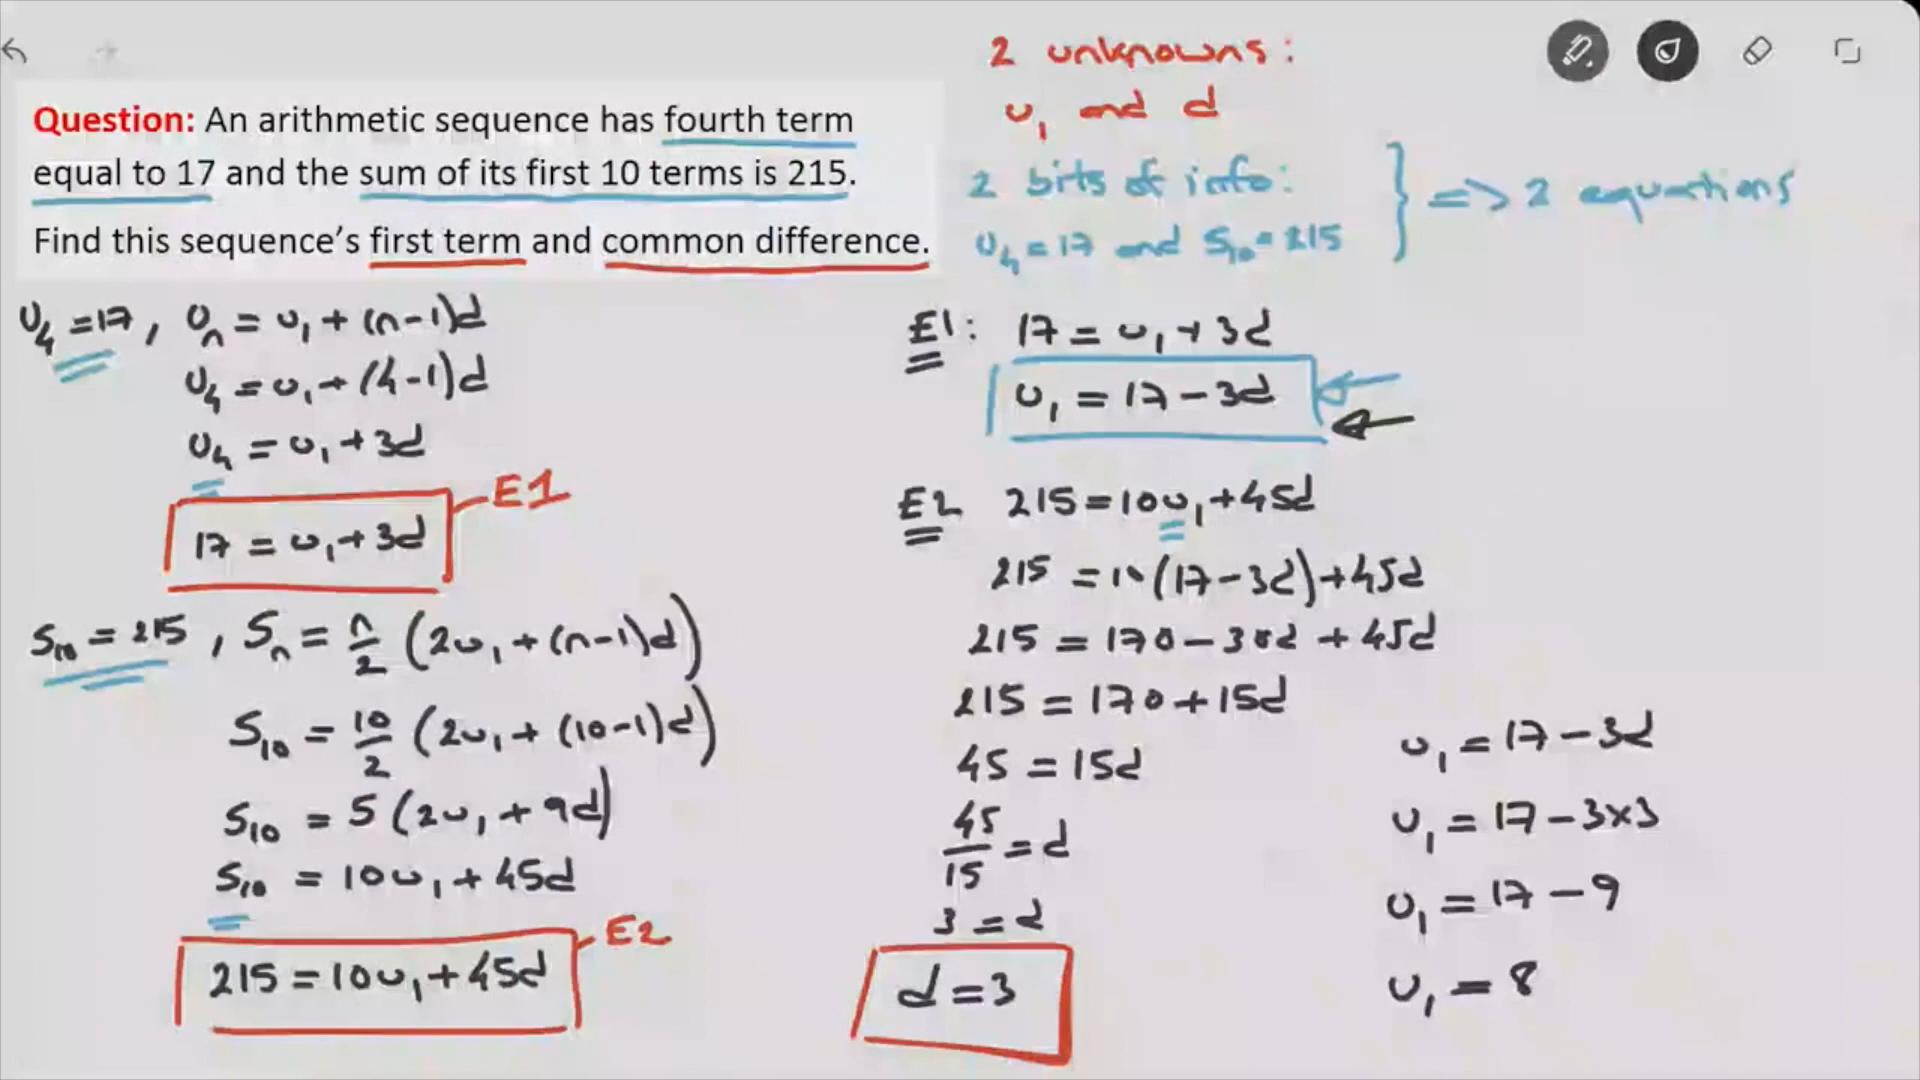 Question: An arithmetic sequence has fourth term
equal to 17 and the sum of its first 10 terms is 215.
Find this sequence's first term and common difference.
2 unknowns:
u₁ and d
2 bits of info:
u₄ = 17 and S₁₀ = 215
} => 2 equations
u₄ = 17, uₙ = u₁ + (n-1)d
u₄ = u₁ + (4-1)d
u₄ = u₁ + 3d
17 = u₁ + 3d
E1
S₁₀ = 215, Sₙ = n/2 (2u₁ + (n-1)d)
S₁₀ = 10/2 (2u₁ + (10-1)d)
S₁₀ = 5 (2u₁ + 9d)
S₁₀ = 10u₁ + 45d
215 = 10u₁ + 45d
E2
E1: 17 = u₁ + 3d
u₁ = 17 - 3d
E2 215 = 10u₁ + 45d
215 = 10(17-3d) + 45d
215 = 170 - 30d + 45d
215 = 170 + 15d
45 = 15d
45/15 = d
3 = d
d = 3
u₁ = 17 - 3d
u₁ = 17 - 3x3
u₁ = 17 - 9
u₁ = 8